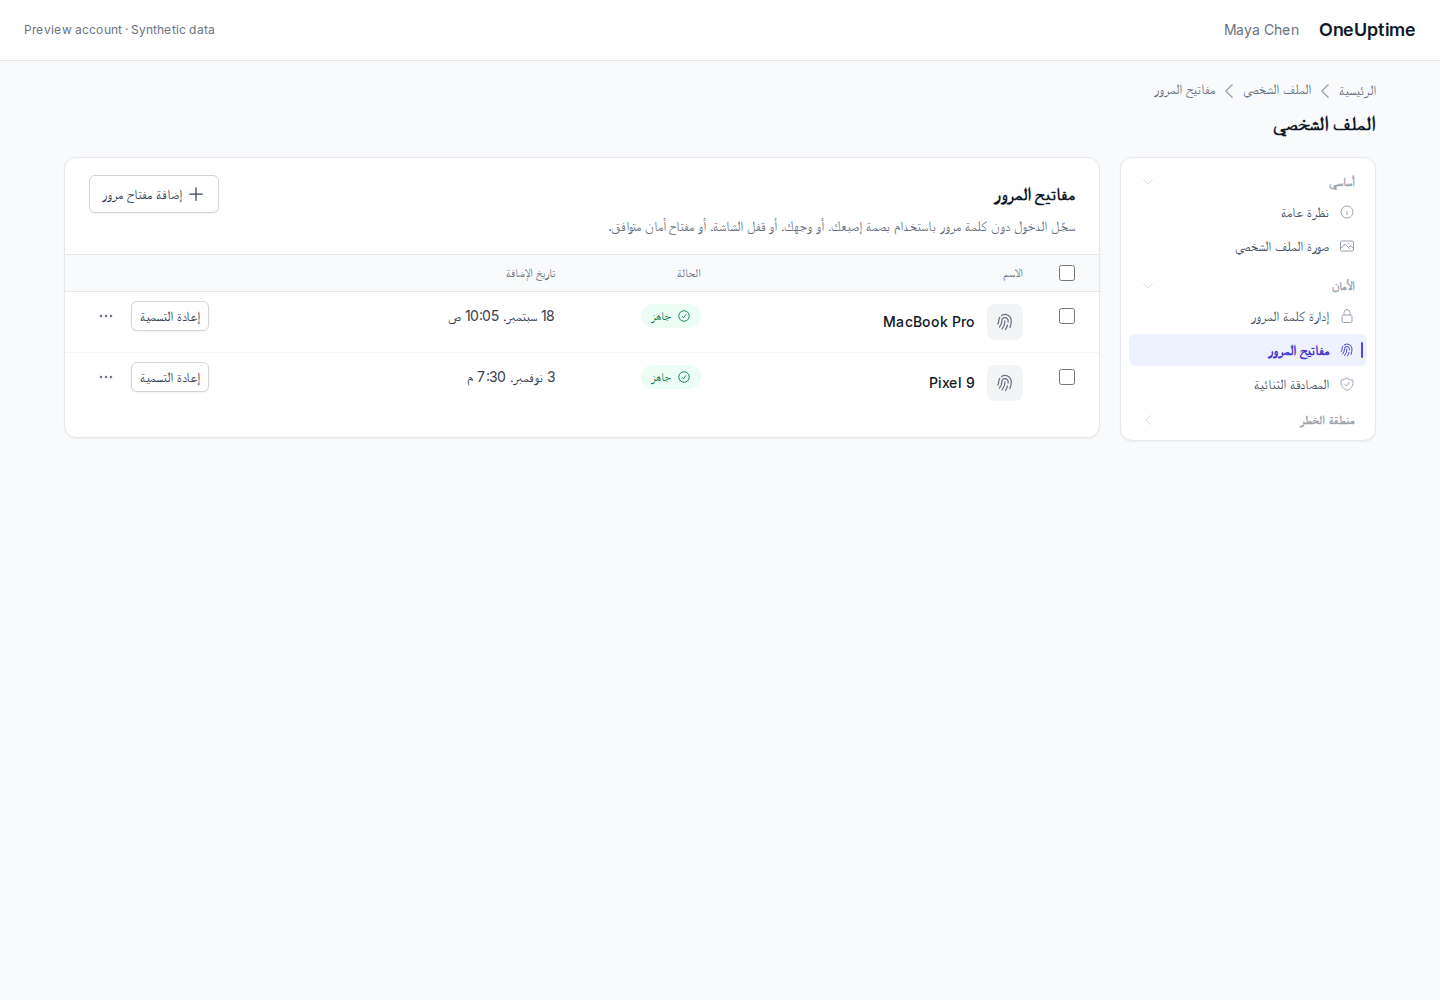 OneUptime
Maya Chen
Preview account · Synthetic data
الرئيسية
الملف الشخصي
مفاتيح المرور
الملف الشخصي
أساسي
نظرة عامة
صورة الملف الشخصي
الأمان
إدارة كلمة المرور
مفاتيح المرور
المصادقة الثنائية
منطقة الخطر
مفاتيح المرور
إضافة مفتاح مرور
سجّل الدخول دون كلمة مرور باستخدام بصمة إصبعك، أو وجهك، أو قفل الشاشة، أو مفتاح أمان متوافق.
الاسم
الحالة
تاريخ الإضافة
MacBook Pro
جاهز
18 سبتمبر، 10:05 ص
إعادة التسمية
Pixel 9
جاهز
3 نوفمبر، 7:30 م
إعادة التسمية